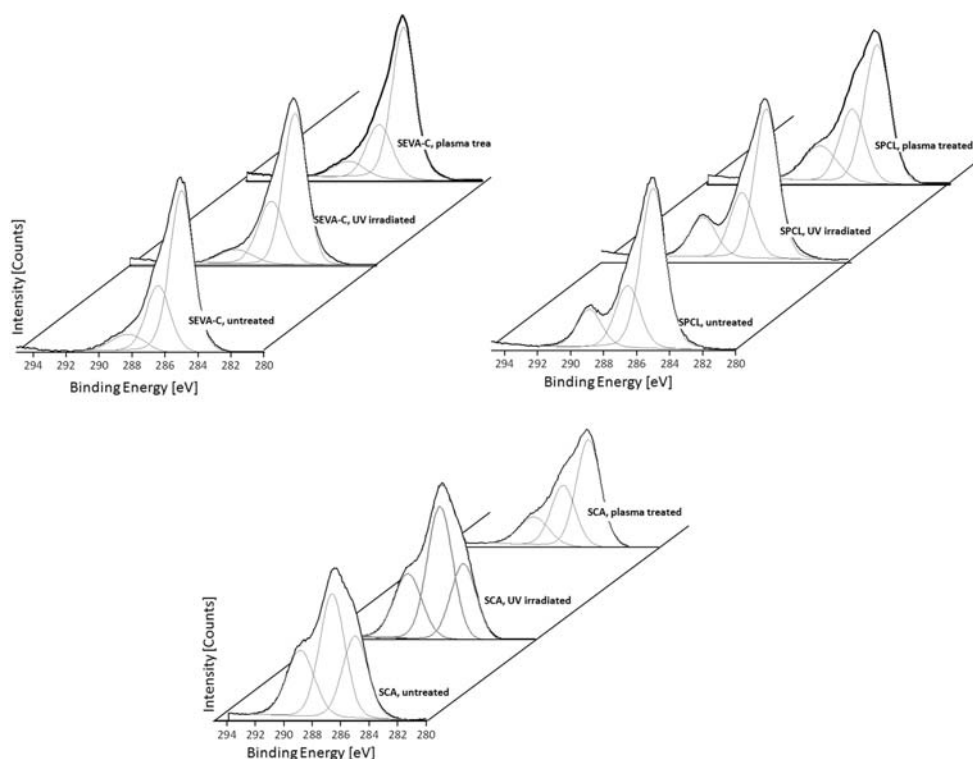 SEVA-C, plasma trea
SEVA-C, UV irradiated
SEVA-C, untreated
Intensity [Counts]
294 292 290 288 286 284 282 280
Binding Energy [eV]
SPCL, plasma treated
SPCL, UV irradiated
SPCL, untreated
294 292 290 288 286 284 282 280
Binding Energy [eV]
SCA, plasma treated
SCA, UV irradiated
SCA, untreated
Intensity [Counts]
294 292 290 288 286 284 282 280
Binding Energy [eV]